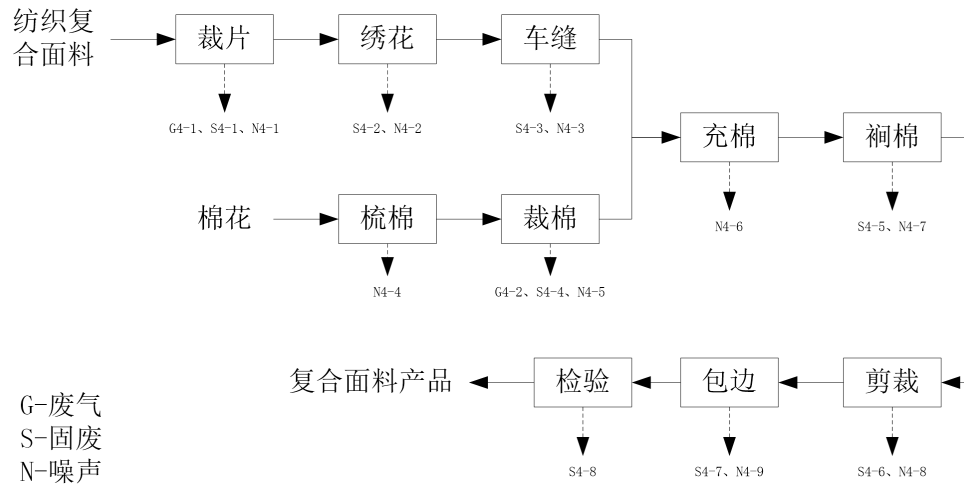 纺织复
合面料
裁片
绣花
车缝
G4-1、S4-1、N4-1
S4-2、N4-2
S4-3、N4-3
充棉
裥棉
N4-6
S4-5、N4-7
棉花
梳棉
裁棉
N4-4
G4-2、S4-4、N4-5
复合面料产品
检验
包边
剪裁
S4-8
S4-7、N4-9
S4-6、N4-8
G-废气
S-固废
N-噪声